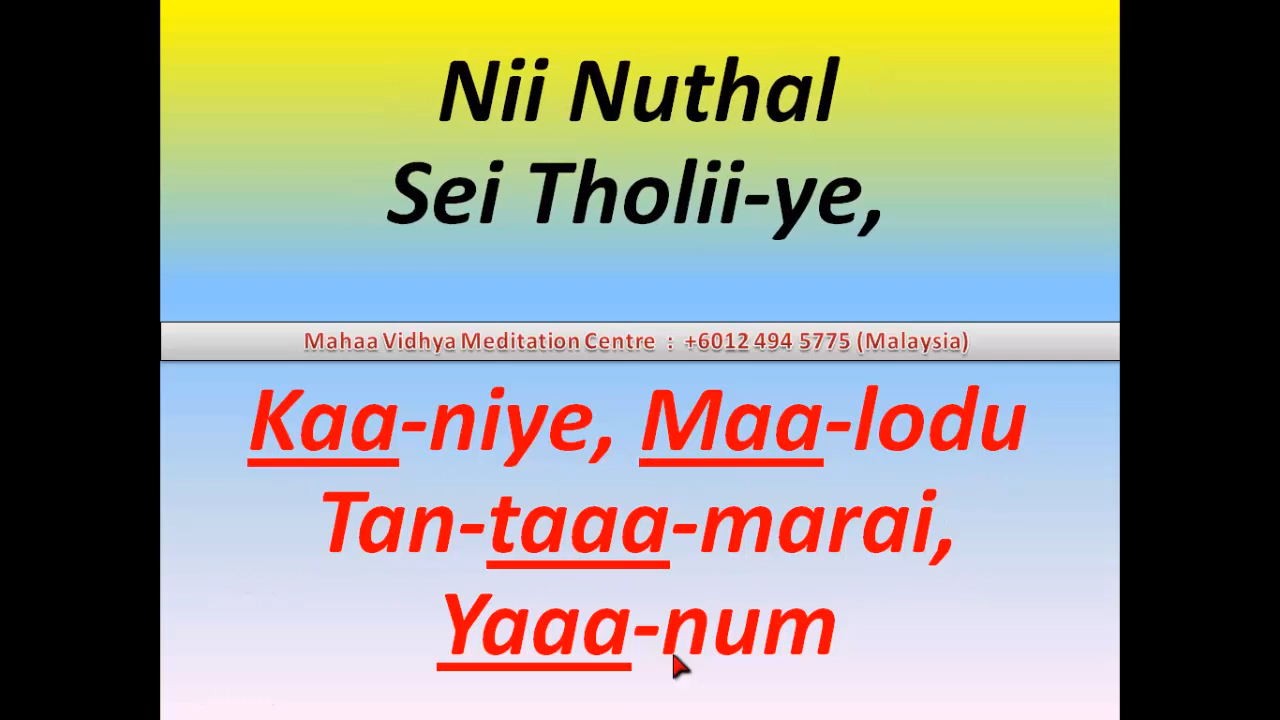 Nii Nuthal
Sei Tholii-ye,
Mahaa Vidhya Meditation Centre : +6012 494 5775 (Malaysia)
Kaa-niye, Maa-lodu
Tan-taaa-marai,
Yaaa-num